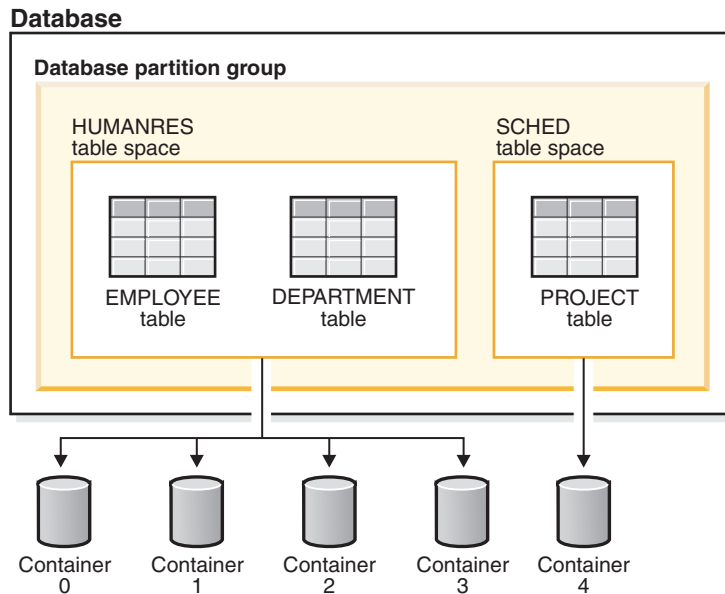 Database
Database partition group
HUMANRES
table space
SCHED
table space
EMPLOYEE
table
DEPARTMENT
table
PROJECT
table
Container
0
Container
1
Container
2
Container
3
Container
4